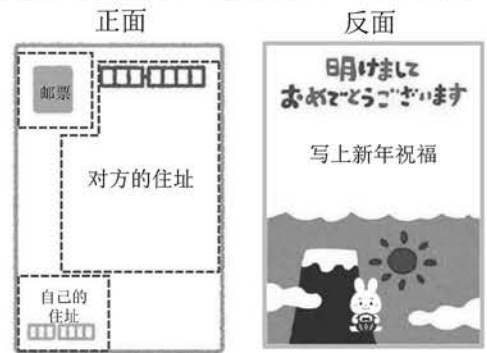 正面
反面
邮票
对方的住址
自己的
住址
明けまして
おめでとうございます
写上新年祝福